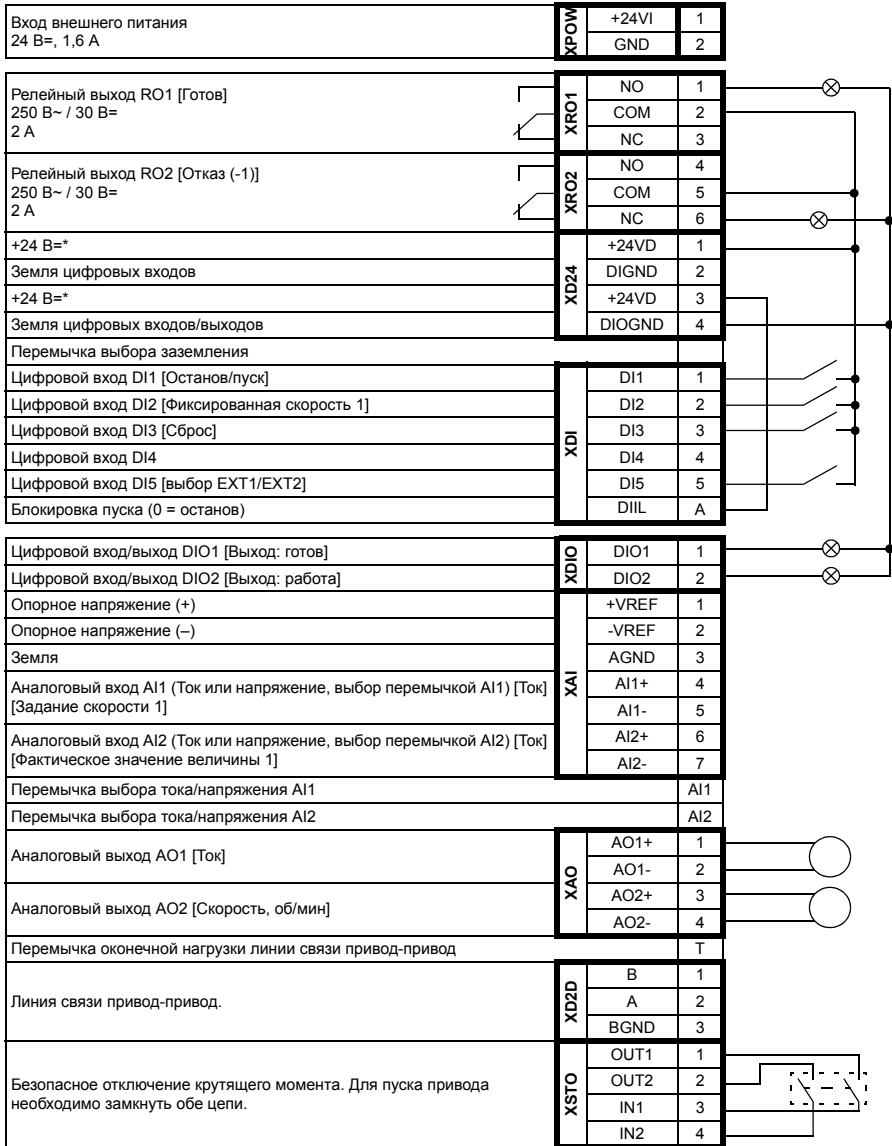 Вход внешнего питания
24 В=, 1,6 А
XPOW
+24VI 1
GND 2
Релейный выход RO1 [Готов]
250 В~ / 30 В=
2 А
XRO1
NO 1
COM 2
NC 3
Релейный выход RO2 [Отказ (-1)]
250 В~ / 30 В=
2 А
XRO2
NO 4
COM 5
NC 6
XD24
+24 В=* +24VD 1
Земля цифровых входов DIGND 2
+24 В=* +24VD 3
Земля цифровых входов/выходов DIOGND 4
Перемычка выбора заземления
XDI
Цифровой вход DI1 [Останов/пуск] DI1 1
Цифровой вход DI2 [Фиксированная скорость 1] DI2 2
Цифровой вход DI3 [Сброс] DI3 3
Цифровой вход DI4 DI4 4
Цифровой вход DI5 [выбор EXT1/EXT2] DI5 5
Блокировка пуска (0 = останов) DIIL A
XDIO
Цифровой вход/выход DIO1 [Выход: готов] DIO1 1
Цифровой вход/выход DIO2 [Выход: работа] DIO2 2
XAI
Опорное напряжение (+) +VREF 1
Опорное напряжение (–) -VREF 2
Земля AGND 3
Аналоговый вход AI1 (Ток или напряжение, выбор перемычкой AI1) [Ток]
[Задание скорости 1]
AI1+ 4
AI1- 5
Аналоговый вход AI2 (Ток или напряжение, выбор перемычкой AI2) [Ток]
[Фактическое значение величины 1]
AI2+ 6
AI2- 7
Перемычка выбора тока/напряжения AI1 AI1
Перемычка выбора тока/напряжения AI2 AI2
XAO
Аналоговый выход AO1 [Ток]
AO1+ 1
AO1- 2
Аналоговый выход AO2 [Скорость, об/мин]
AO2+ 3
AO2- 4
Перемычка оконечной нагрузки линии связи привод-привод T
Линия связи привод-привод.
XD2D
B 1
A 2
BGND 3
Безопасное отключение крутящего момента. Для пуска привода
необходимо замкнуть обе цепи.
XSTO
OUT1 1
OUT2 2
IN1 3
IN2 4